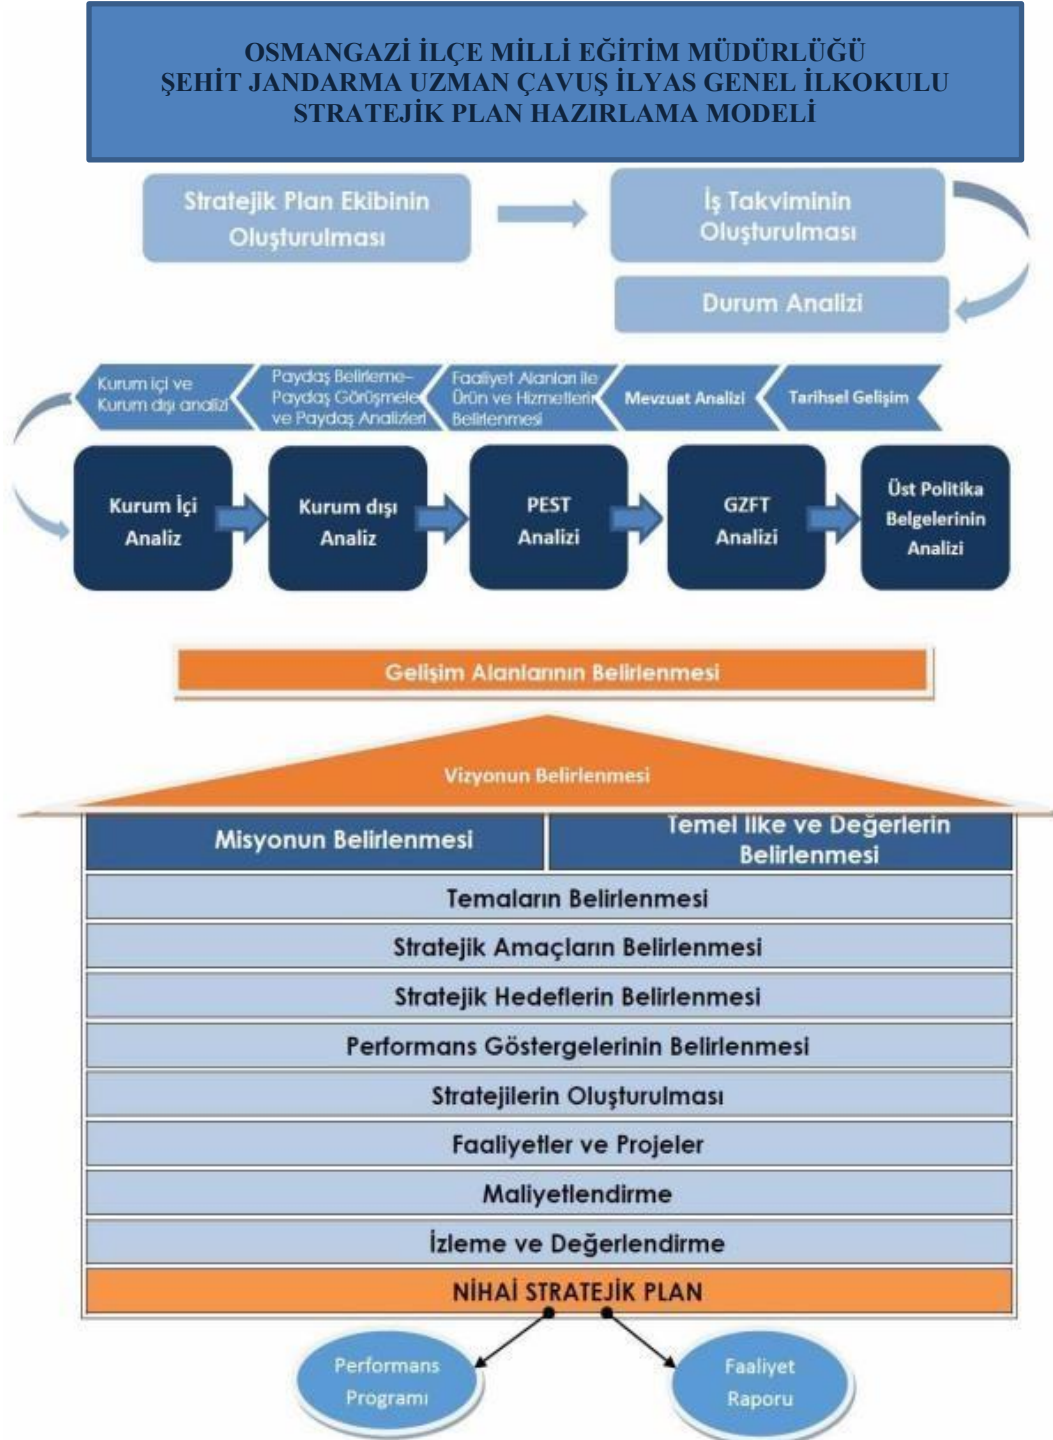 OSMANGAZİ İLÇE MİLLİ EĞİTİM MÜDÜRLÜĞÜ
ŞEHİT JANDARMA UZMAN ÇAVUŞ İLYAS GENEL İLKOKULU
STRATEJİK PLAN HAZIRLAMA MODELİ
Stratejik Plan Ekibinin
Oluşturulması
İş Takviminin
Oluşturulması
Durum Analizi
Kurum içi ve
Kurum dışı analizi
Paydaş Belirleme–
Paydaş Görüşmele
ve Paydaş Analizleri
Faaliyet Alanları ile
Ürün ve Hizmetlerin
Belirlenmesi
Mevzuat Analizi
Tarihsel Gelişim
Kurum İçi
Analiz
Kurum dışı
Analiz
PEST
Analizi
GZFT
Analizi
Üst Politika
Belgelerinin
Analizi
Gelişim Alanlarının Belirlenmesi
Vizyonun Belirlenmesi
Misyonun Belirlenmesi
Temel İlke ve Değerlerin
Belirlenmesi
Temaların Belirlenmesi
Stratejik Amaçların Belirlenmesi
Stratejik Hedeflerin Belirlenmesi
Performans Göstergelerinin Belirlenmesi
Stratejilerin Oluşturulması
Faaliyetler ve Projeler
Maliyetlendirme
İzleme ve Değerlendirme
NİHAİ STRATEJİK PLAN
Performans
Programı
Faaliyet
Raporu